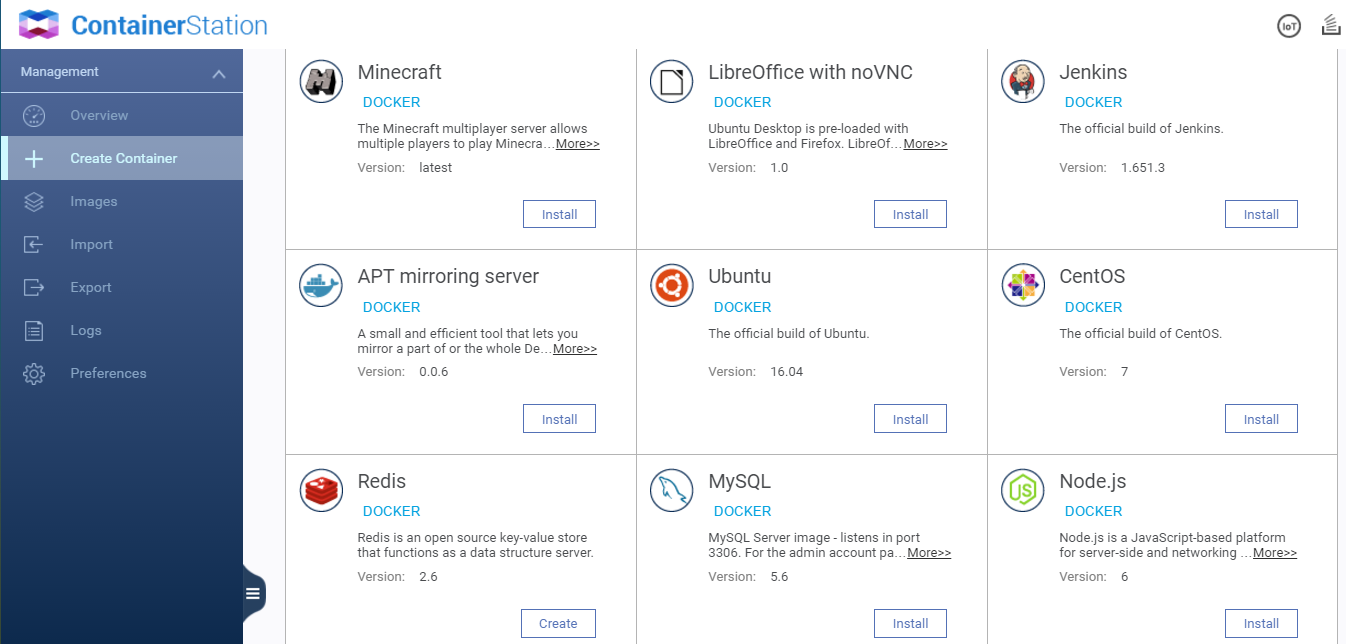 ContainerStation
IoT
Management
Overview
Create Container
Images
Import
Export
Logs
Preferences
Minecraft
DOCKER
The Minecraft multiplayer server allows
multiple players to play Minecra...More>>
Version: latest
Install
LibreOffice with noVNC
DOCKER
Ubuntu Desktop is pre-loaded with
LibreOffice and Firefox. LibreOf...More>>
Version: 1.0
Install
Jenkins
DOCKER
The official build of Jenkins.
Version: 1.651.3
Install
APT mirroring server
DOCKER
A small and efficient tool that lets you
mirror a part of or the whole De...More>>
Version: 0.0.6
Install
Ubuntu
DOCKER
The official build of Ubuntu.
Version: 16.04
Install
CentOS
DOCKER
The official build of CentOS.
Version: 7
Install
Redis
DOCKER
Redis is an open source key-value store
that functions as a data structure server.
Version: 2.6
Create
MySQL
DOCKER
MySQL Server image - listens in port
3306. For the admin account pa...More>>
Version: 5.6
Install
JS
Node.js
DOCKER
Node.js is a JavaScript-based platform
for server-side and networking ...More>>
Version: 6
Install